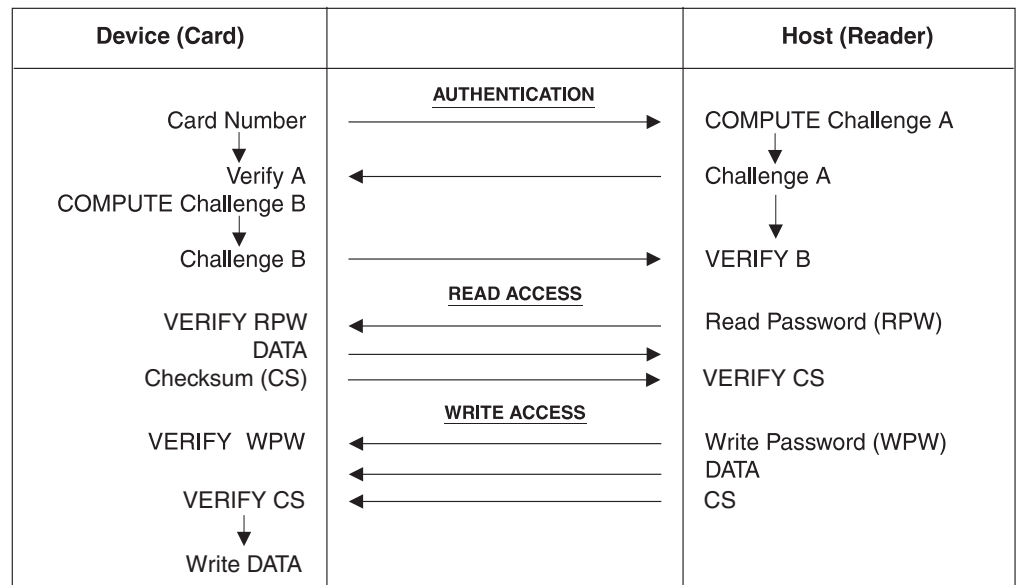 Device (Card) Host (Reader)
AUTHENTICATION
Card Number COMPUTE Challenge A
Verify A Challenge A
COMPUTE Challenge B
Challenge B VERIFY B
READ ACCESS
VERIFY RPW Read Password (RPW)
DATA
Checksum (CS) VERIFY CS
WRITE ACCESS
VERIFY WPW Write Password (WPW)
DATA
VERIFY CS CS
Write DATA